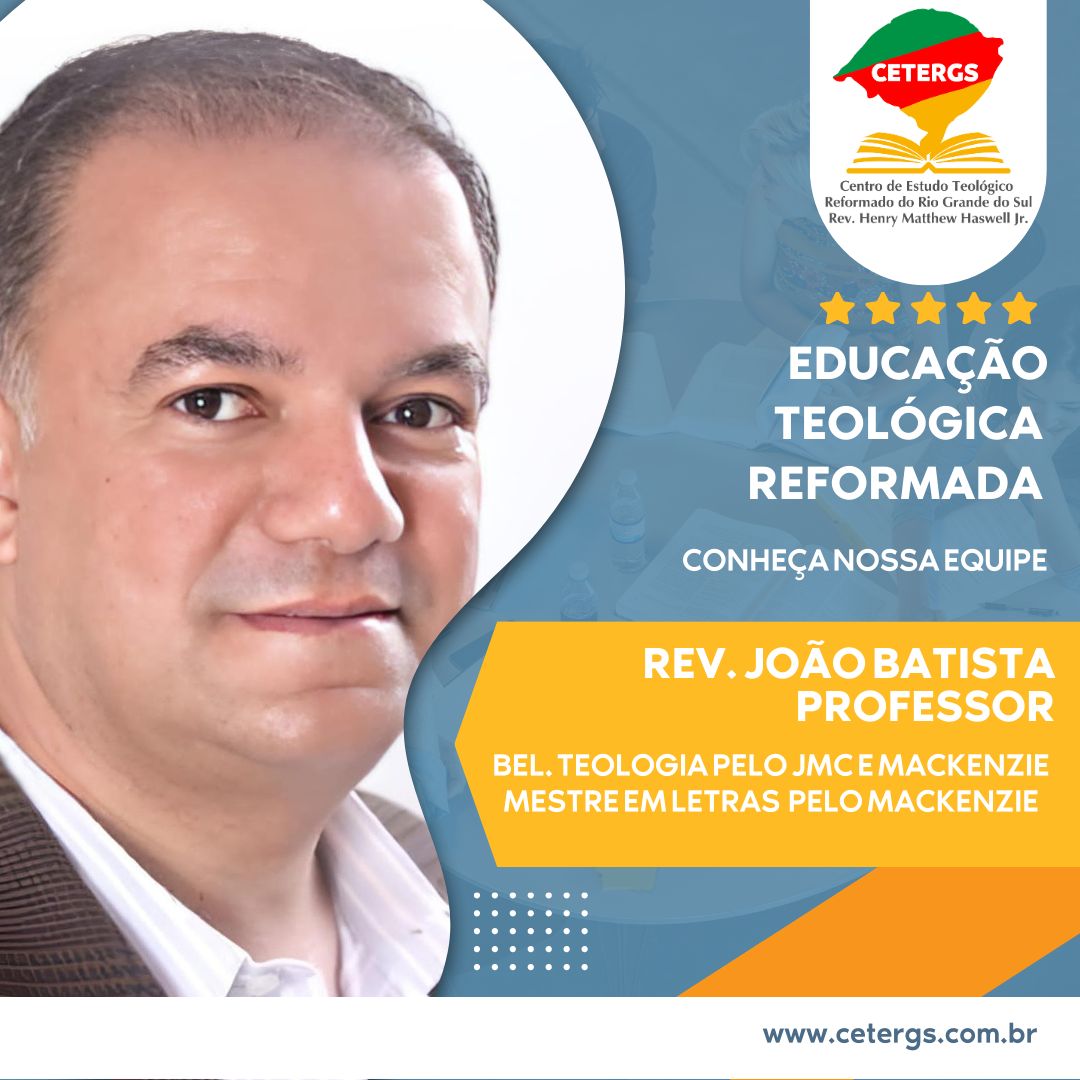 CETERGS
Centro de Estudo Teológico
Reformado do Rio Grande do Sul
Rev. Henry Matthew Haswell Jr.
EDUCAÇÃO
TEOLÓGICA
REFORMADA
CONHEÇA NOSSA EQUIPE
REV. JOÃO BATISTA
PROFESSOR
BEL. TEOLOGIA PELO JMC E MACKENZIE
MESTRE EM LETRAS PELO MACKENZIE
www.cetergs.com.br